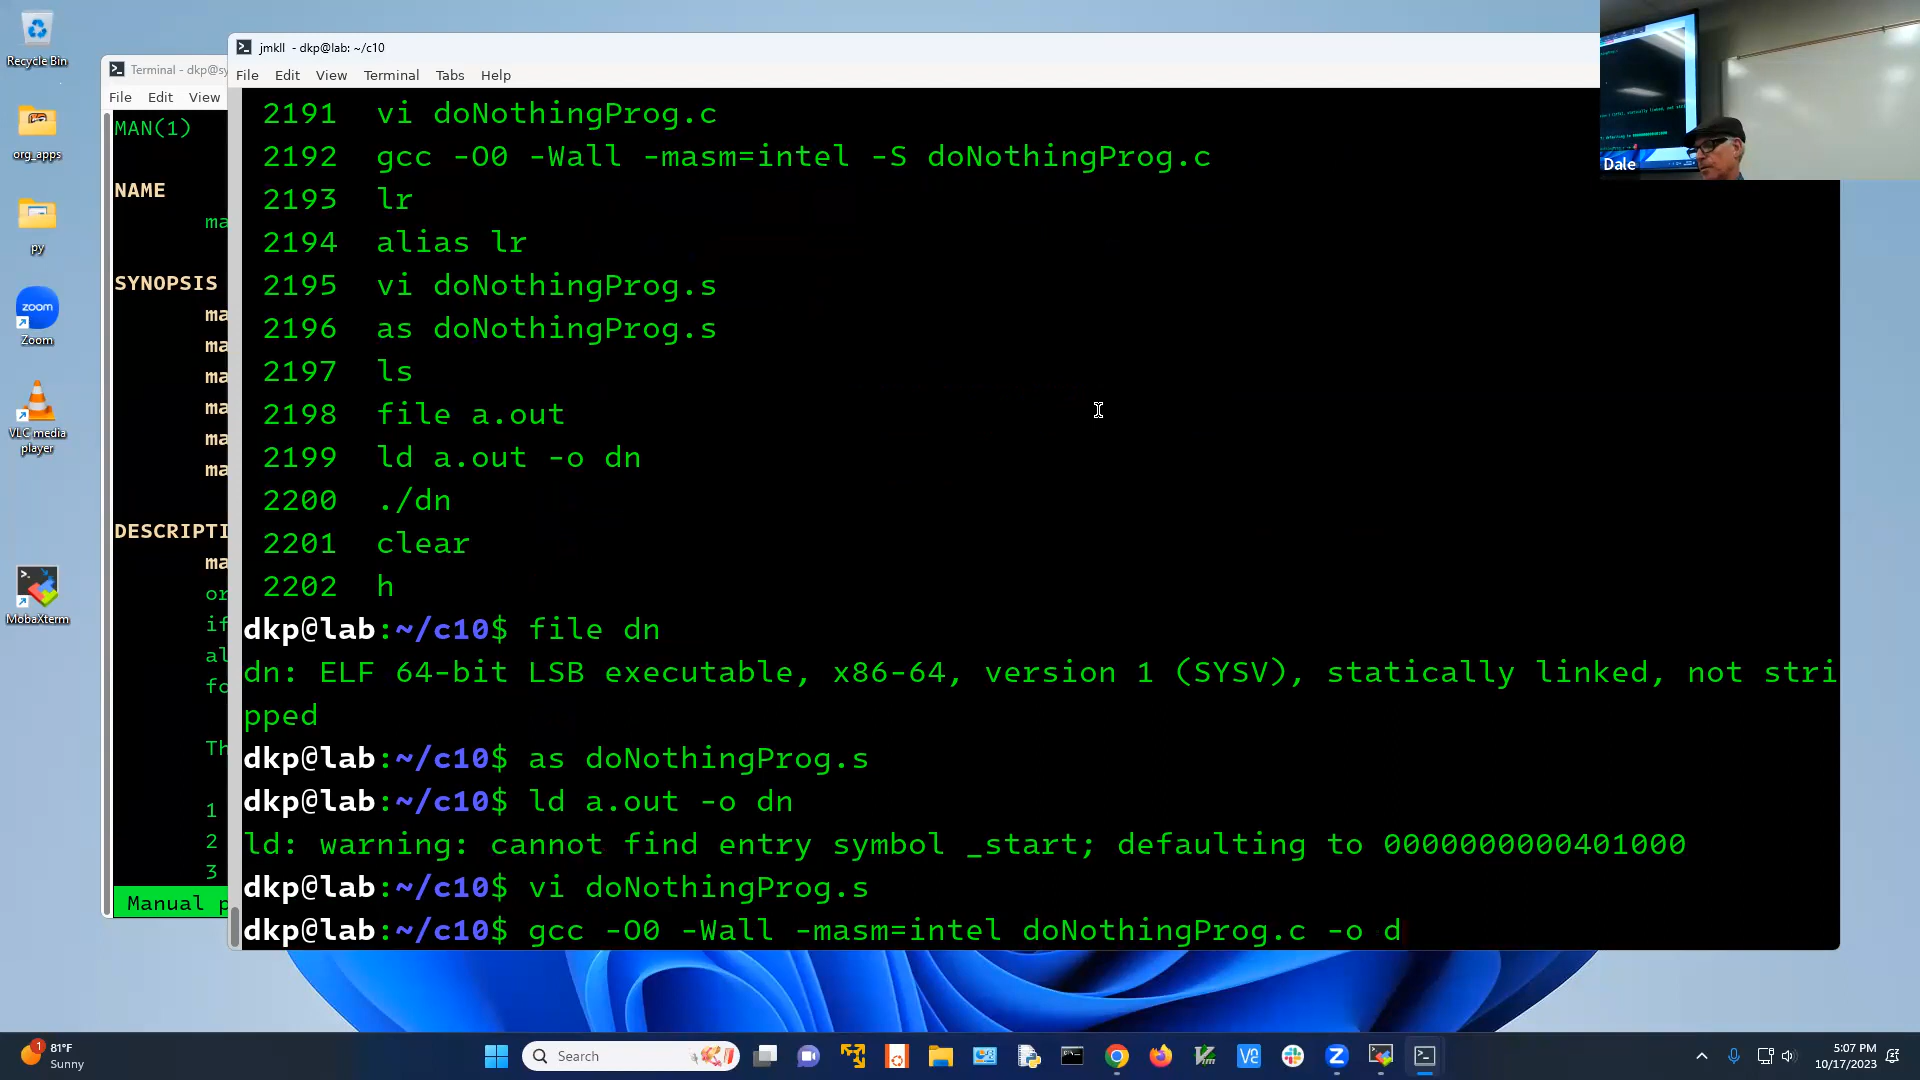 Recycle Bin
org_apps
py
zoom
Zoom
VLC media
player
MobaXterm
Terminal - dkp@sy
File Edit View
MAN(1)
NAME
ma
SYNOPSIS
ma
ma
ma
ma
ma
ma
DESCRIPTI
ma
or
if
al
fo
Th
1
2
3
Manual p
jmkll - dkp@lab: ~/c10
File Edit View Terminal Tabs Help
2191 vi doNothingProg.c
2192 gcc -O0 -Wall -masm=intel -S doNothingProg.c
2193 lr
2194 alias lr
2195 vi doNothingProg.s
2196 as doNothingProg.s
2197 ls
2198 file a.out
2199 ld a.out -o dn
2200 ./dn
2201 clear
2202 h
dkp@lab:~/c10$ file dn
dn: ELF 64-bit LSB executable, x86-64, version 1 (SYSV), statically linked, not stri
pped
dkp@lab:~/c10$ as doNothingProg.s
dkp@lab:~/c10$ ld a.out -o dn
ld: warning: cannot find entry symbol _start; defaulting to 0000000000401000
dkp@lab:~/c10$ vi doNothingProg.s
dkp@lab:~/c10$ gcc -O0 -Wall -masm=intel doNothingProg.c -o d
Dale
1
81°F
Sunny
Search
5:07 PM
10/17/2023